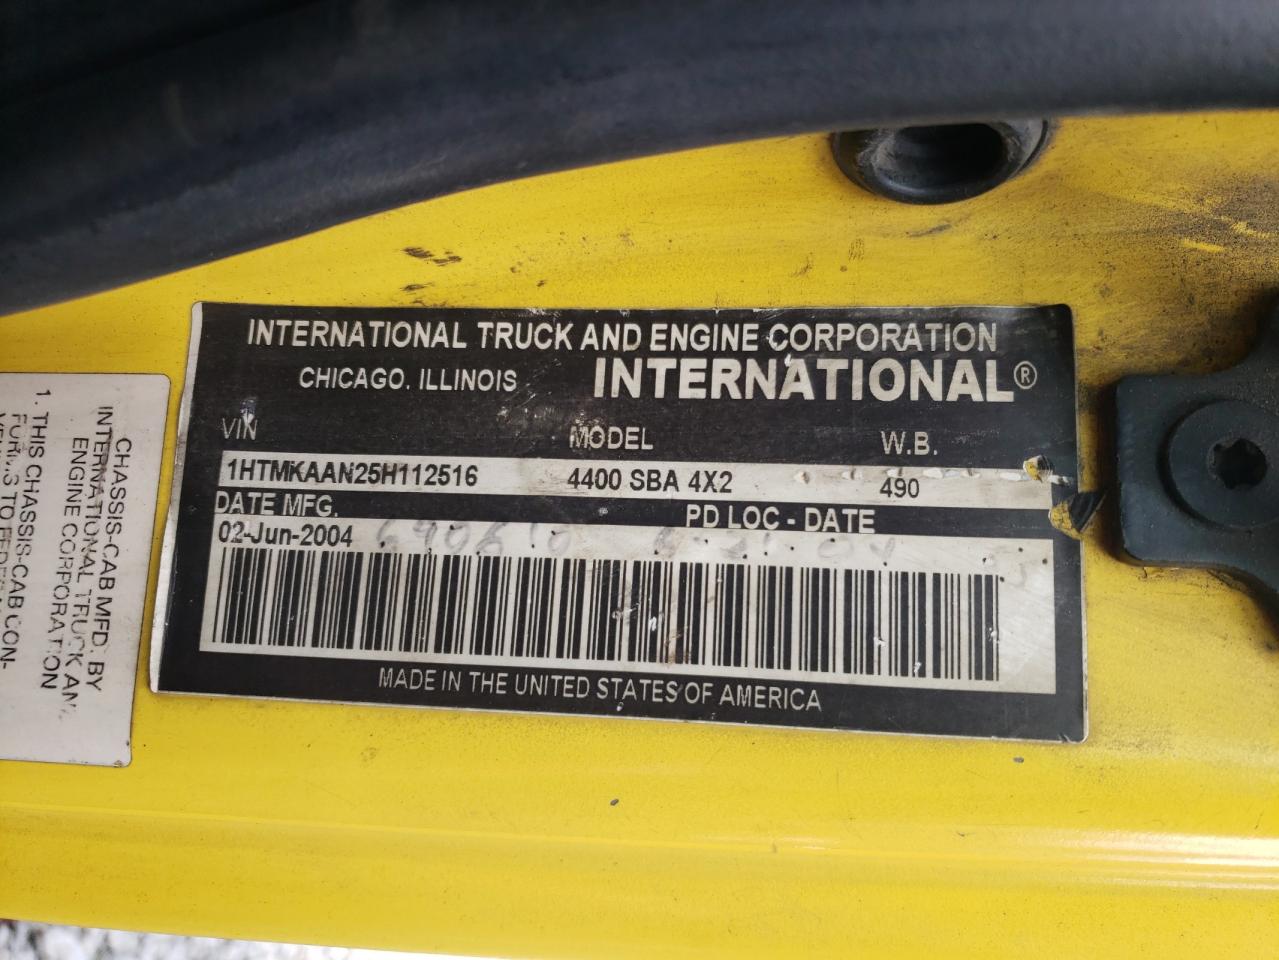 INTERNATIONAL TRUCK AND ENGINE CORPORATION
CHICAGO, ILLINOIS INTERNATIONAL®
VIN MODEL W.B.
1HTMKAAN25H112516 4400 SBA 4X2 490
DATE MFG. PD LOC - DATE
02-Jun-2004
MADE IN THE UNITED STATES OF AMERICA
CHASSIS-CAB MFD. BY
INTERNATIONAL TRUCK AND
ENGINE CORPORATION
1. THIS CHASSIS-CAB CON-